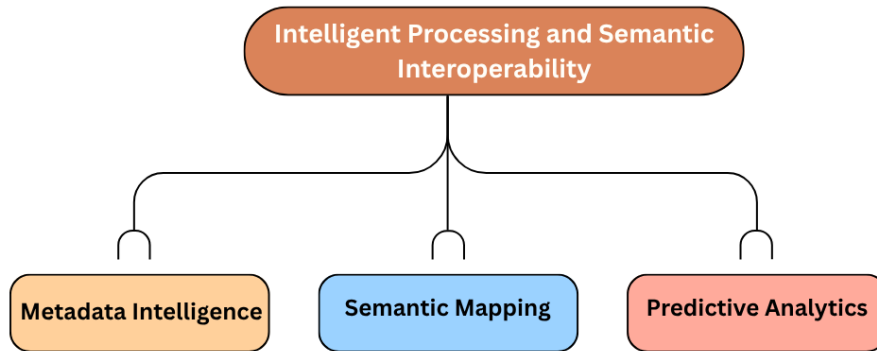 Intelligent Processing and Semantic
Interoperability
Metadata Intelligence
Semantic Mapping
Predictive Analytics